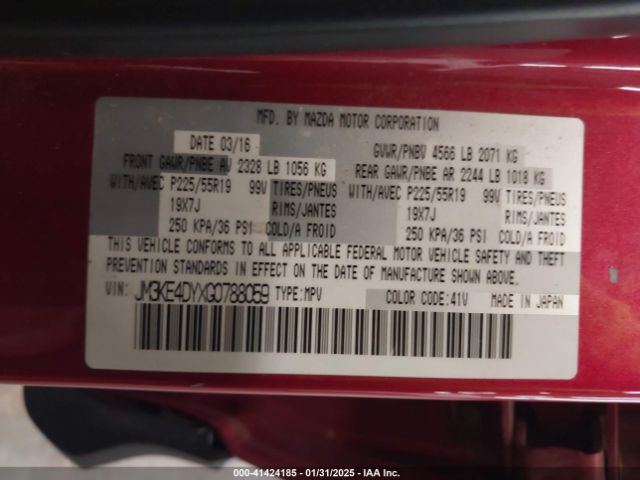 MFD. BY MAZDA MOTOR CORPORATION
DATE 03/16 GVWR/PNBV 4566 LB 2071 KG
FRONT GAWR/PNBE AV 2328 LB 1056 KG REAR GAWR/PNBE AR 2244 LB 1018 KG
WITH/AVEC P225/55R19 99V TIRES/PNEUS WITH/AVEC P225/55R19 99V TIRES/PNEUS
19X7J RIMS/JANTES 19X7J RIMS/JANTES
250 KPA/36 PSI COLD/A FROID 250 KPA/36 PSI COLD/A FROID
THIS VEHICLE CONFORMS TO ALL APPLICABLE FEDERAL MOTOR VEHICLE SAFETY AND THEFT
PREVENTION STANDARDS IN EFFECT ON THE DATE OF MANUFACTURE SHOWN ABOVE.
VIN: JM3KE4DYXG0788059 TYPE:MPV COLOR CODE:41V MADE IN JAPAN
000-41424185 - 01/31/2025 - IAA Inc.